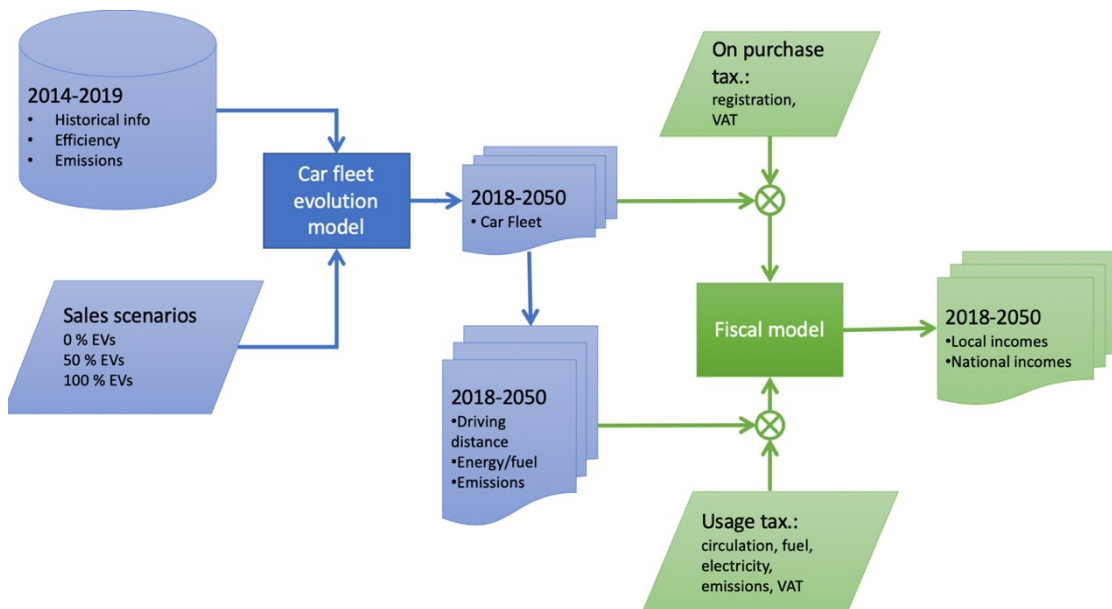 2014-2019
• Historical info
• Efficiency
• Emissions
Sales scenarios
0 % EVs
50 % EVs
100 % EVs
Car fleet
evolution
model
2018-2050
• Car Fleet
2018-2050
•Driving
distance
•Energy/fuel
•Emissions
On purchase
tax.:
registration,
VAT
Fiscal model
Usage tax.:
circulation, fuel,
electricity,
emissions, VAT
2018-2050
•Local incomes
•National incomes